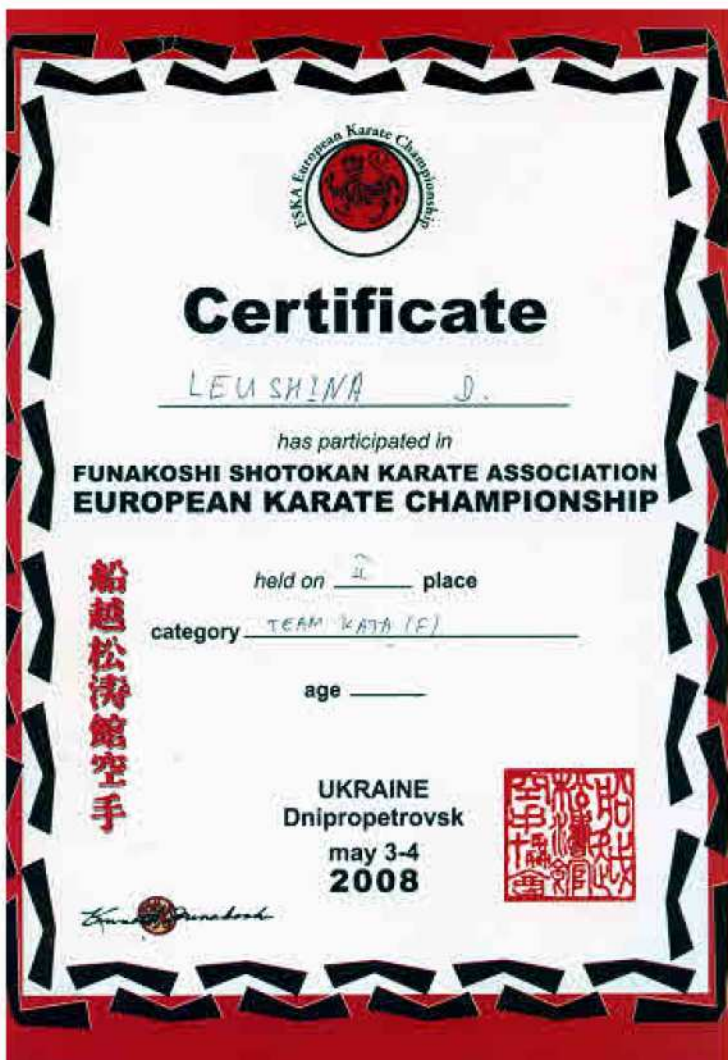 FSKA European Karate Championship
Certificate
LEUSHINA D.
has participated in
FUNAKOSHI SHOTOKAN KARATE ASSOCIATION
EUROPEAN KARATE CHAMPIONSHIP
held on II place
category TEAM KATA (F)
age
船越松涛館空手
UKRAINE
Dnipropetrovsk
may 3-4
2008